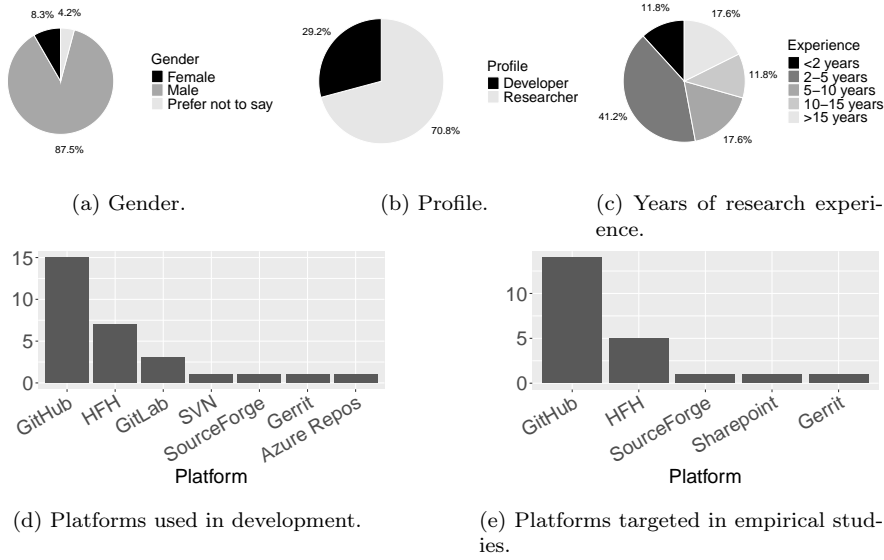 8.3% 4.2%
87.5%
Gender
Female
Male
Prefer not to say
(a) Gender.
29.2%
70.8%
Profile
Developer
Researcher
(b) Profile.
11.8% 17.6%
11.8%
17.6%
41.2%
Experience
<2 years
2−5 years
5−10 years
10−15 years
>15 years
(c) Years of research experi-
ence.
15
10
5
0
GitHub
HFH
GitLab
SVN
SourceForge
Gerrit
Azure Repos
Platform
(d) Platforms used in development.
10
5
0
GitHub
HFH
SourceForge
Sharepoint
Gerrit
Platform
(e) Platforms targeted in empirical stud-
ies.